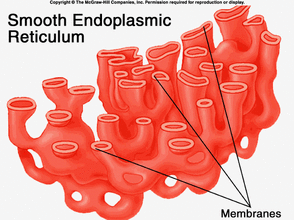 Copyright © The McGraw-Hill Companies, Inc. Permission required for reproduction or display.
Smooth Endoplasmic
Reticulum
Membranes